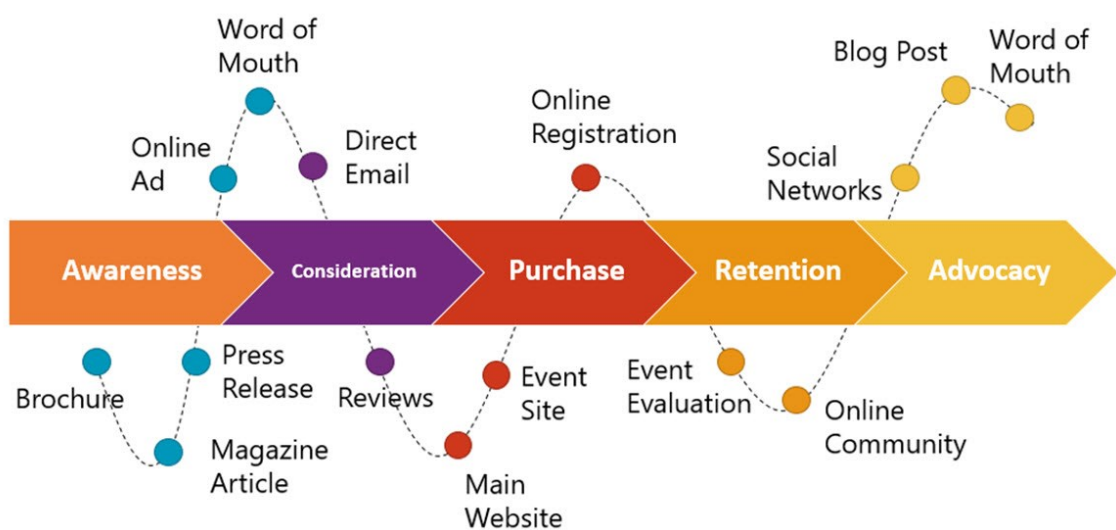 Word of
Mouth
Online
Ad
Direct
Email
Online
Registration
Blog Post
Word of
Mouth
Social
Networks
Awareness
Consideration
Purchase
Retention
Advocacy
Brochure
Press
Release
Magazine
Article
Reviews
Event
Site
Main
Website
Event
Evaluation
Online
Community